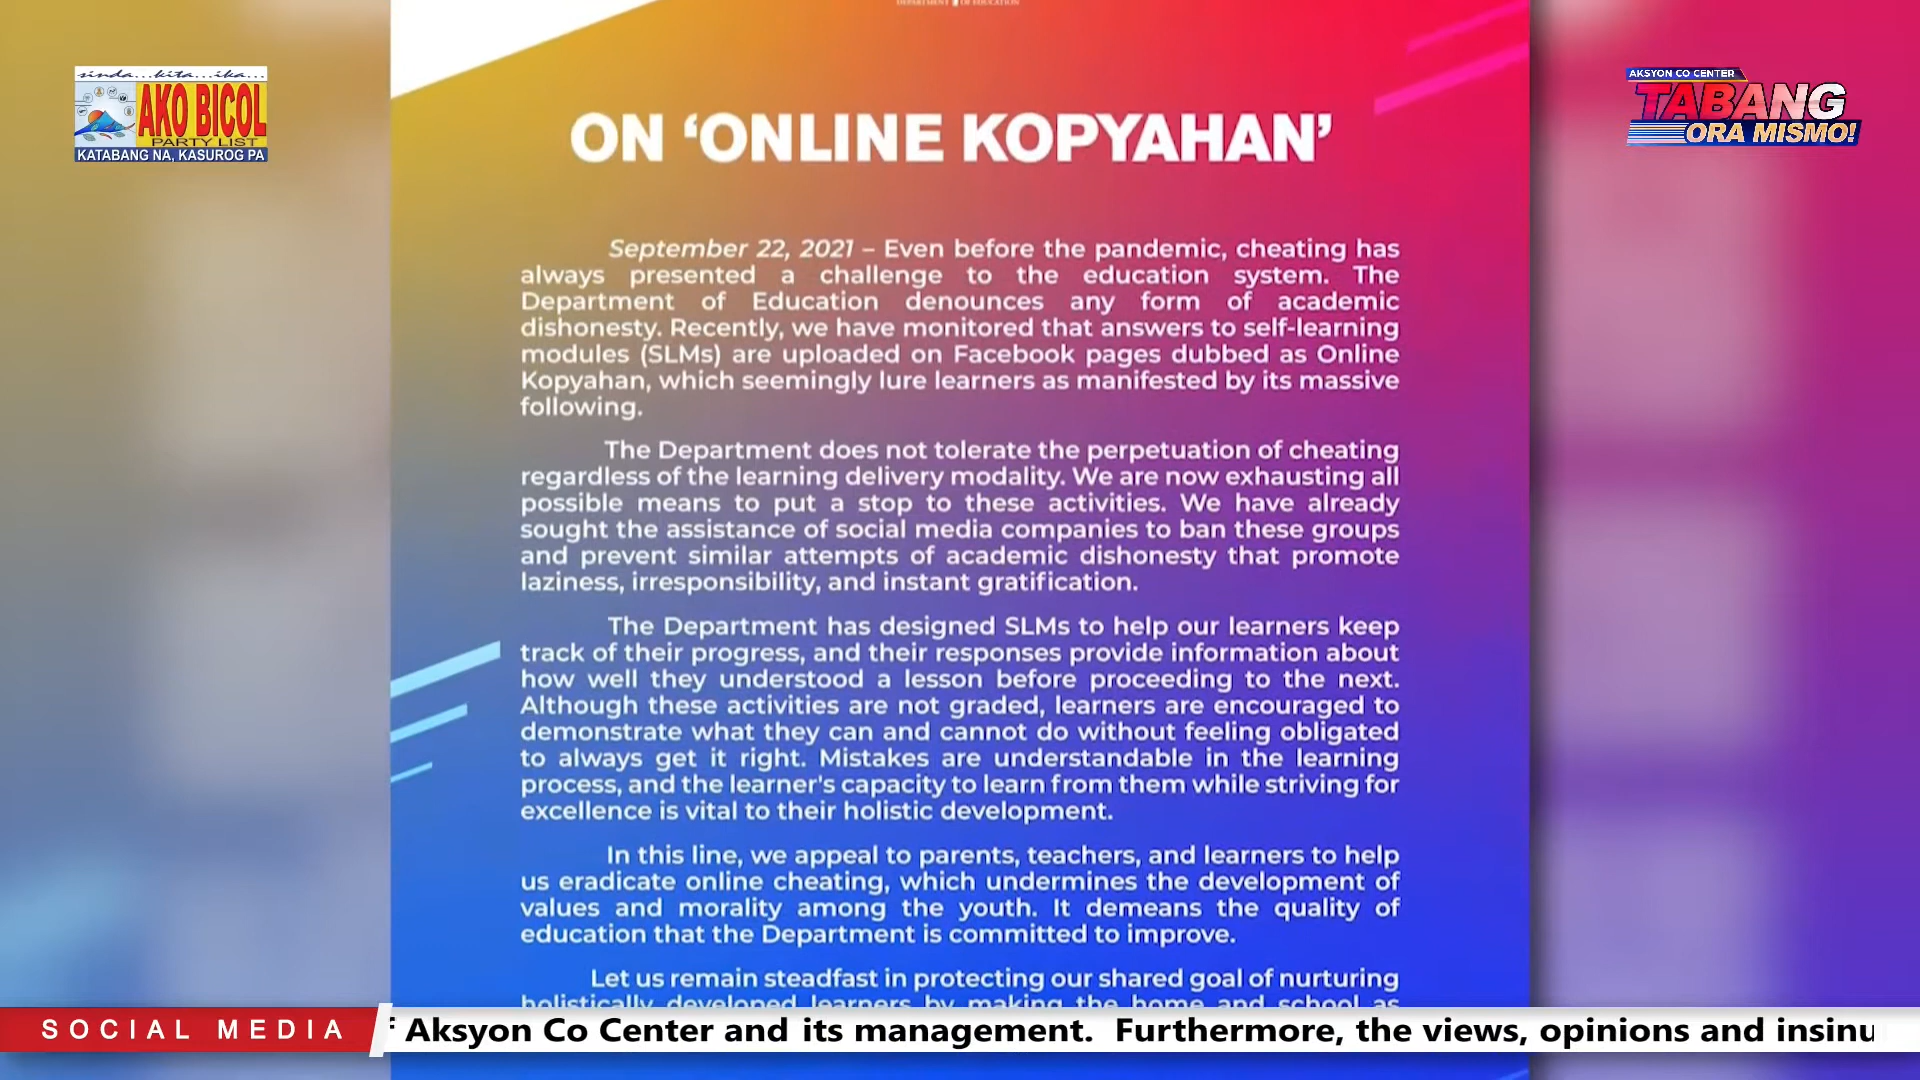 DEPARTMENT OF EDUCATION
sinda...kita...ika...
AKO BICOL
PARTY LIST
KATABANG NA, KASUROG PA
AKSYON CO CENTER
TABANG
ORA MISMO!
ON ‘ONLINE KOPYAHAN’
September 22, 2021 – Even before the pandemic, cheating has
always presented a challenge to the education system. The
Department of Education denounces any form of academic
dishonesty. Recently, we have monitored that answers to self-learning
modules (SLMs) are uploaded on Facebook pages dubbed as Online
Kopyahan, which seemingly lure learners as manifested by its massive
following.
The Department does not tolerate the perpetuation of cheating
regardless of the learning delivery modality. We are now exhausting all
possible means to put a stop to these activities. We have already
sought the assistance of social media companies to ban these groups
and prevent similar attempts of academic dishonesty that promote
laziness, irresponsibility, and instant gratification.
The Department has designed SLMs to help our learners keep
track of their progress, and their responses provide information about
how well they understood a lesson before proceeding to the next.
Although these activities are not graded, learners are encouraged to
demonstrate what they can and cannot do without feeling obligated
to always get it right. Mistakes are understandable in the learning
process, and the learner's capacity to learn from them while striving for
excellence is vital to their holistic development.
In this line, we appeal to parents, teachers, and learners to help
us eradicate online cheating, which undermines the development of
values and morality among the youth. It demeans the quality of
education that the Department is committed to improve.
Let us remain steadfast in protecting our shared goal of nurturing
holistically developed learners by making the home and school as
SOCIAL MEDIA
f Aksyon Co Center and its management. Furthermore, the views, opinions and insinu